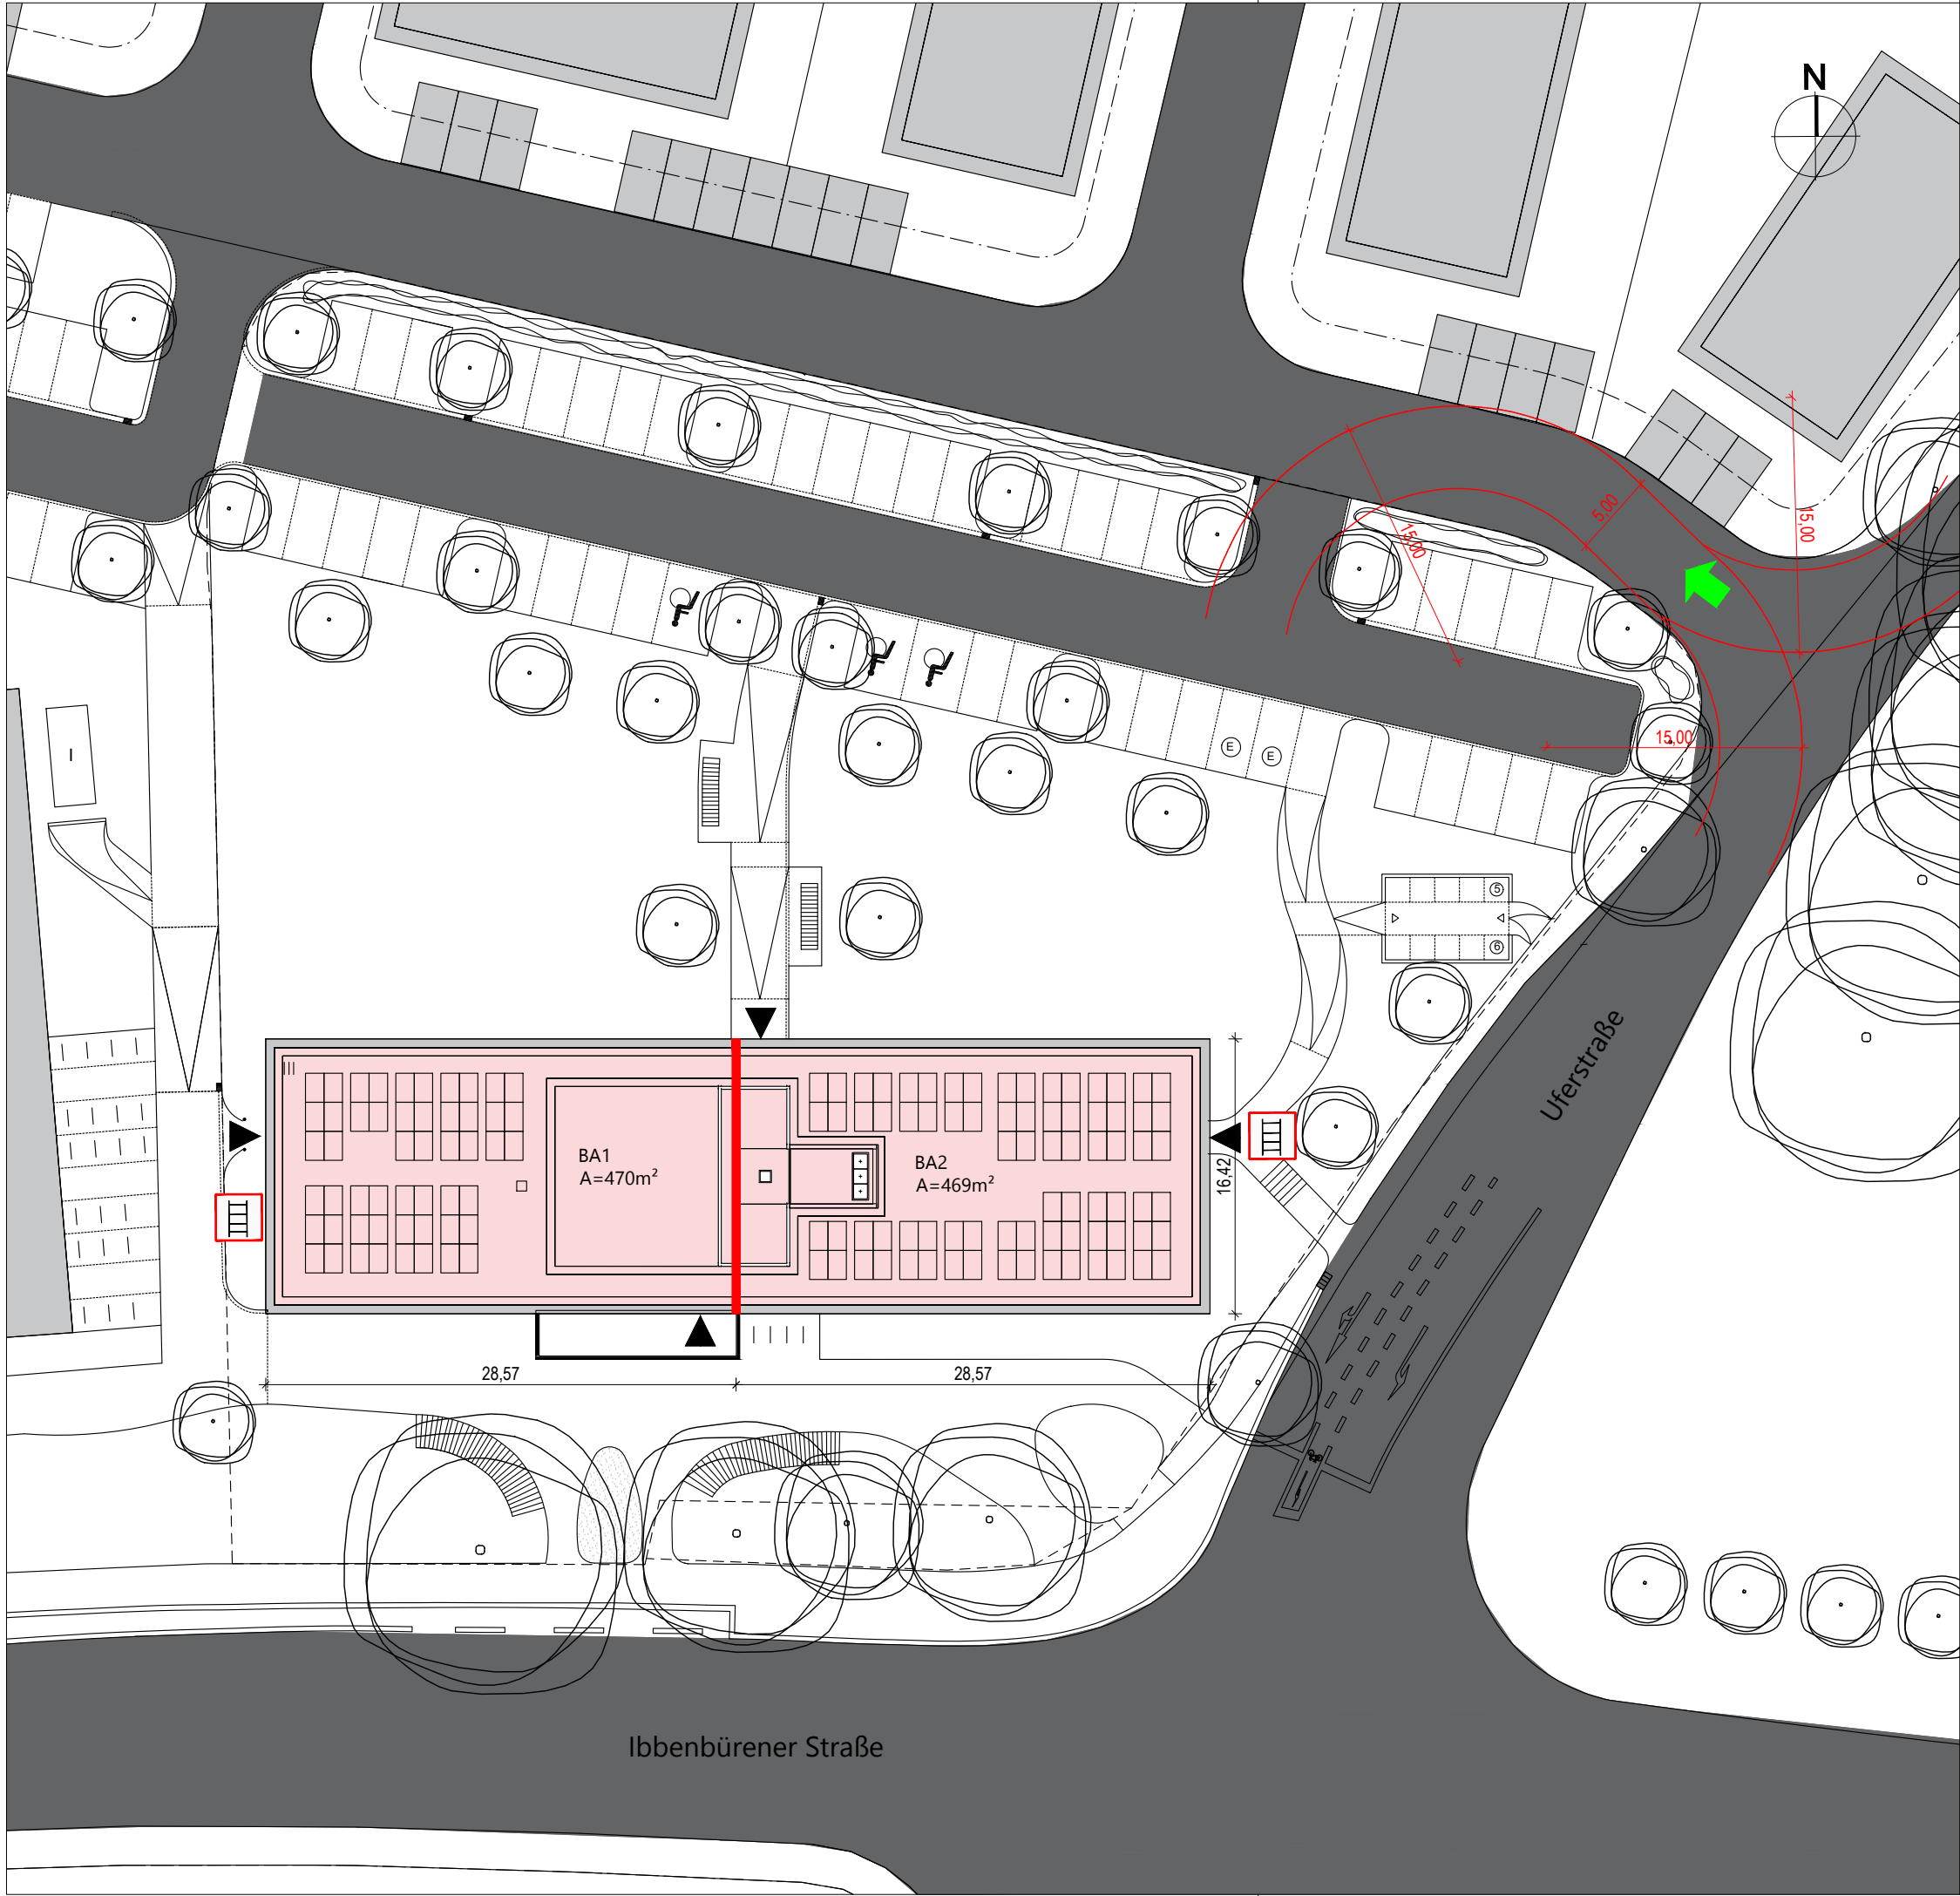 N
5,00
15,00
15,00
15,00
I
E
E
5
6
Uferstraße
BA1
A=470m²
BA2
A=469m²
16,42
28,57
28,57
Ibbenbürener Straße